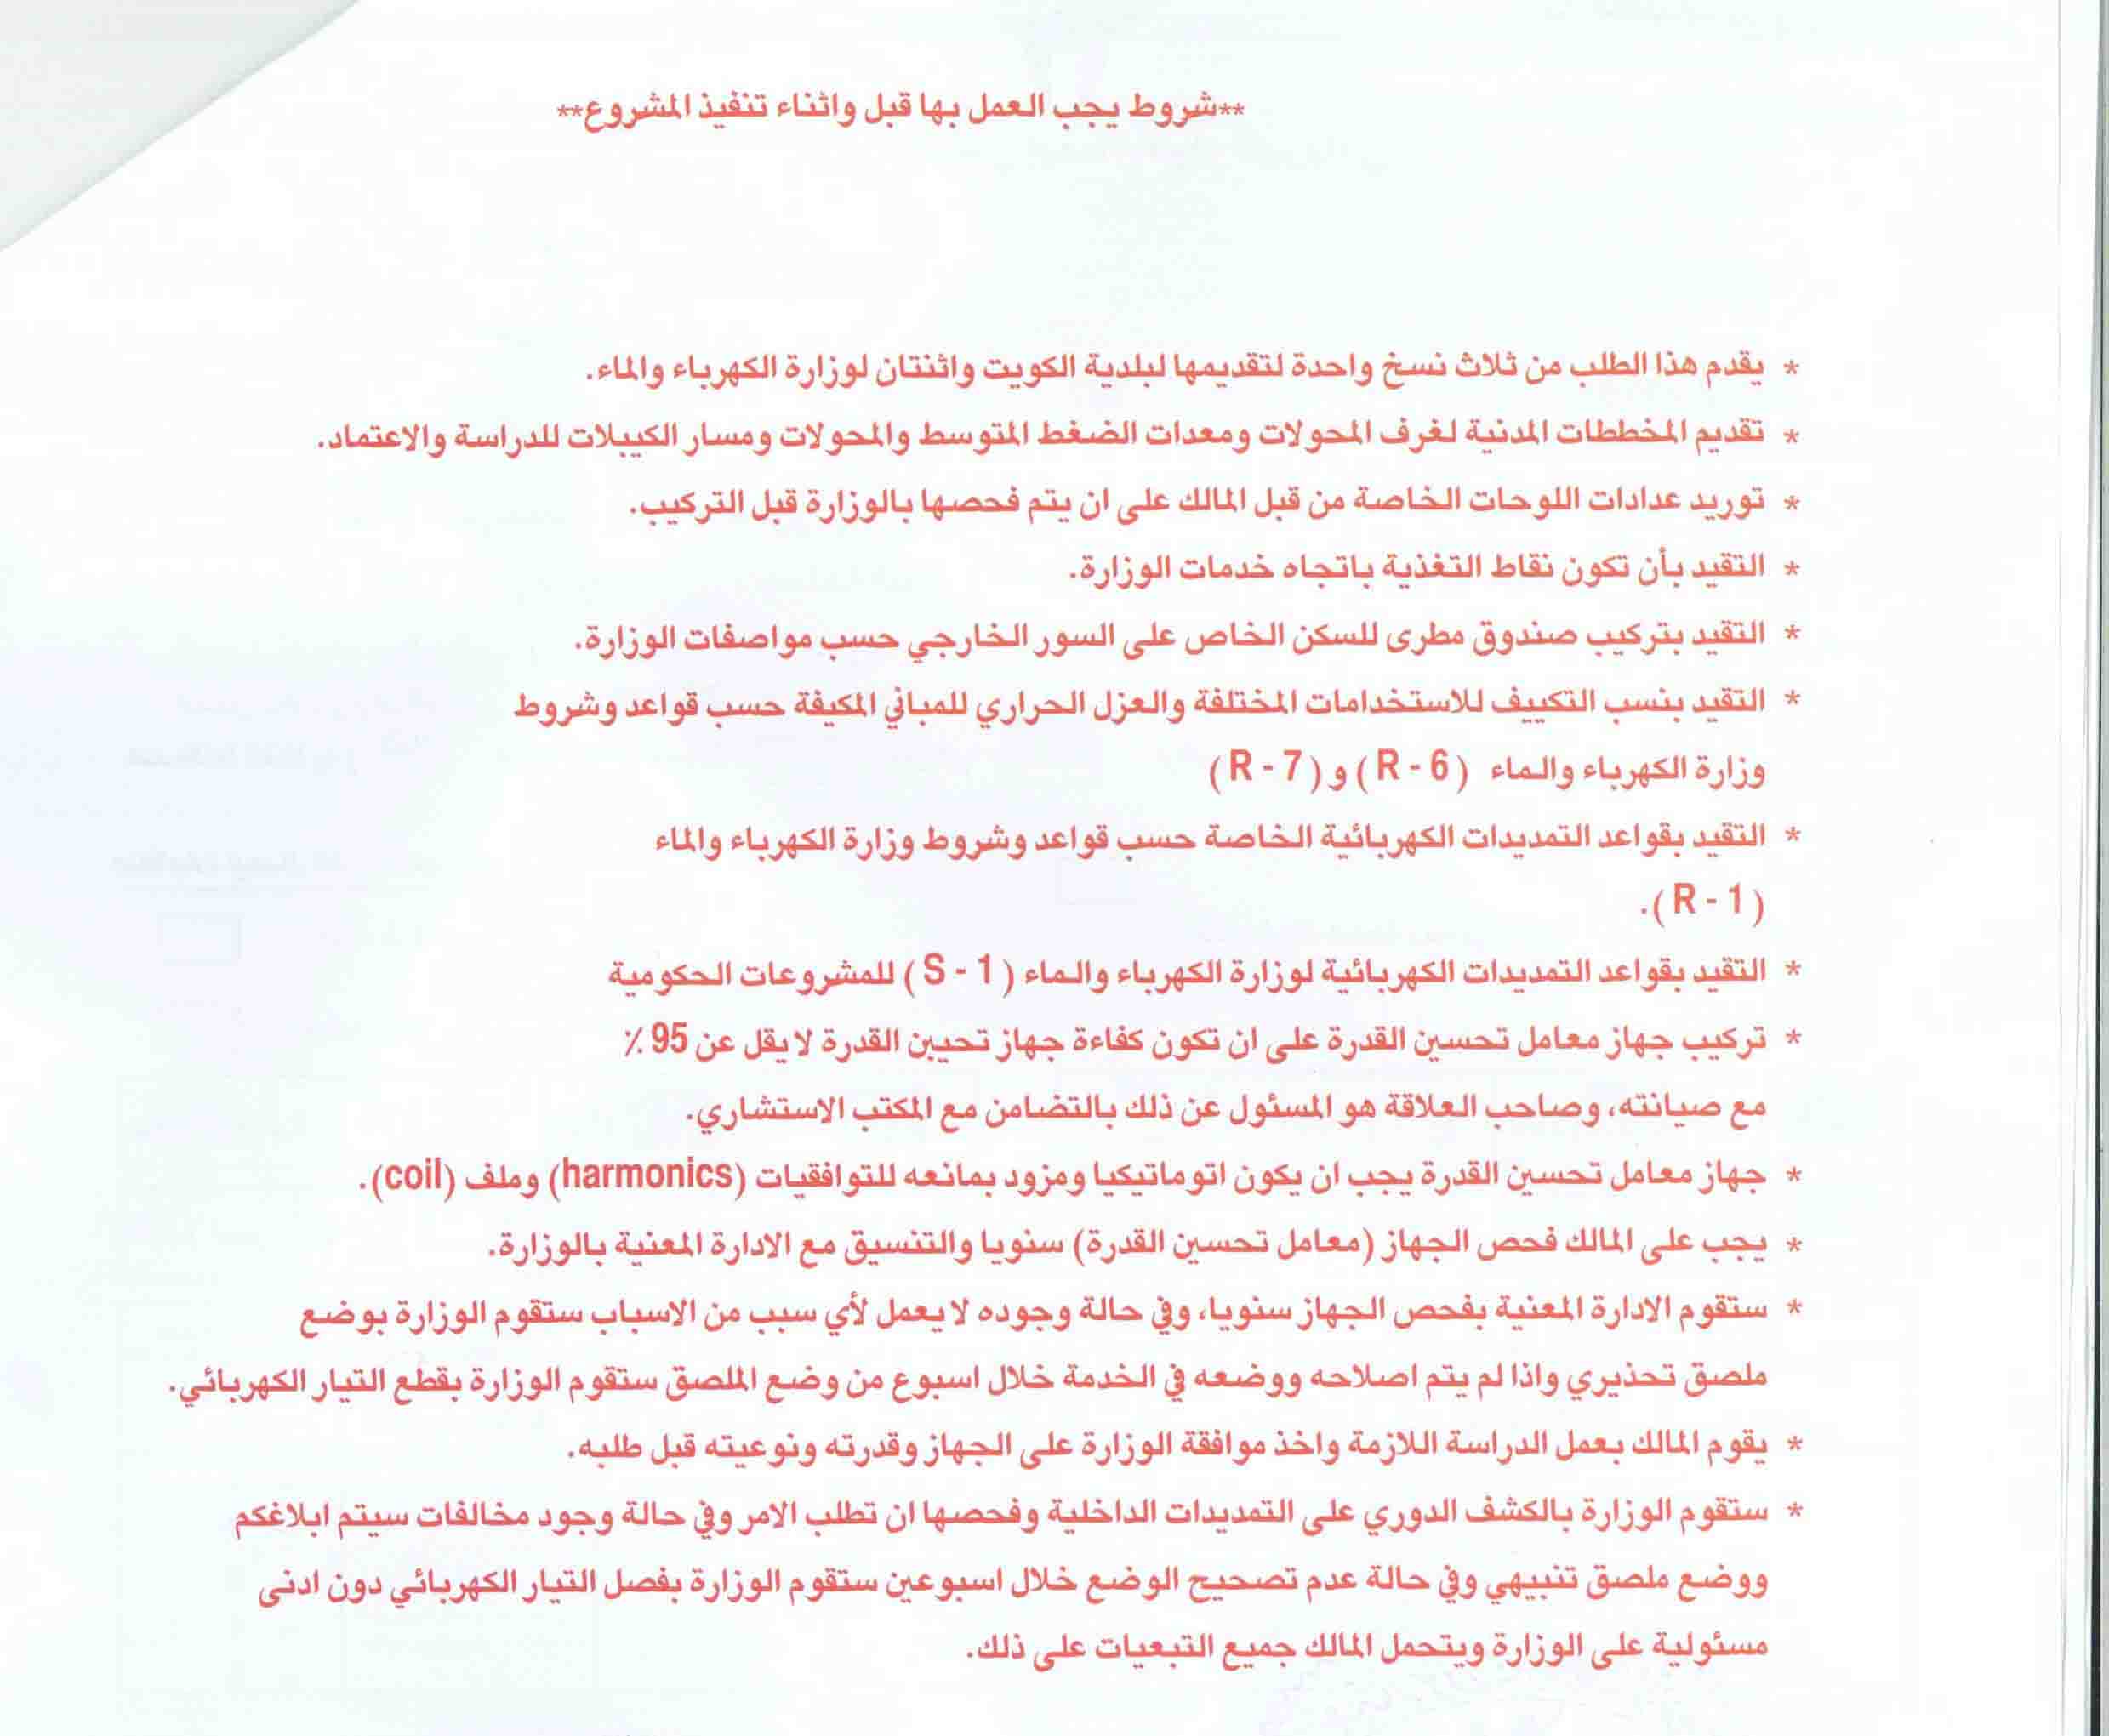 **شروط يجب العمل بها قبل واثناء تنفيذ المشروع**
* يقدم هذا الطلب من ثلاث نسخ واحدة لتقديمها لبلدية الكويت واثنتان لوزارة الكهرباء والماء.
* تقديم المخططات المدنية لغرف المحولات ومعدات الضغط المتوسط والمحولات ومسار الكيبلات للدراسة والاعتماد.
* توريد عدادات اللوحات الخاصة من قبل المالك على ان يتم فحصها بالوزارة قبل التركيب.
* التقيد بأن تكون نقاط التغذية باتجاه خدمات الوزارة.
* التقيد بتركيب صندوق مطرى للسكن الخاص على السور الخارجي حسب مواصفات الوزارة.
* التقيد بنسب التكييف للاستخدامات المختلفة والعزل الحراري للمباني المكيفة حسب قواعد وشروط
وزارة الكهرباء والماء (R - 6) و (R - 7)
* التقيد بقواعد التمديدات الكهربائية الخاصة حسب قواعد وشروط وزارة الكهرباء والماء
(R - 1).
* التقيد بقواعد التمديدات الكهربائية لوزارة الكهرباء والماء (S - 1) للمشروعات الحكومية
* تركيب جهاز معامل تحسين القدرة على ان تكون كفاءة جهاز تحيين القدرة لا يقل عن 95 ٪
مع صيانته، وصاحب العلاقة هو المسئول عن ذلك بالتضامن مع المكتب الاستشاري.
* جهاز معامل تحسين القدرة يجب ان يكون اتوماتيكيا ومزود بمانعه للتوافقيات (harmonics) وملف (coil).
* يجب على المالك فحص الجهاز (معامل تحسين القدرة) سنويا والتنسيق مع الادارة المعنية بالوزارة.
* ستقوم الادارة المعنية بفحص الجهاز سنويا، وفي حالة وجوده لا يعمل لأي سبب من الاسباب ستقوم الوزارة بوضع
ملصق تحذيري واذا لم يتم اصلاحه ووضعه في الخدمة خلال اسبوع من وضع الملصق ستقوم الوزارة بقطع التيار الكهربائي.
* يقوم المالك بعمل الدراسة اللازمة واخذ موافقة الوزارة على الجهاز وقدرته ونوعيته قبل طلبه.
* ستقوم الوزارة بالكشف الدوري على التمديدات الداخلية وفحصها ان تطلب الامر وفي حالة وجود مخالفات سيتم ابلاغكم
ووضع ملصق تنبيهي وفي حالة عدم تصحيح الوضع خلال اسبوعين ستقوم الوزارة بفصل التيار الكهربائي دون ادنى
مسئولية على الوزارة ويتحمل المالك جميع التبعيات على ذلك.